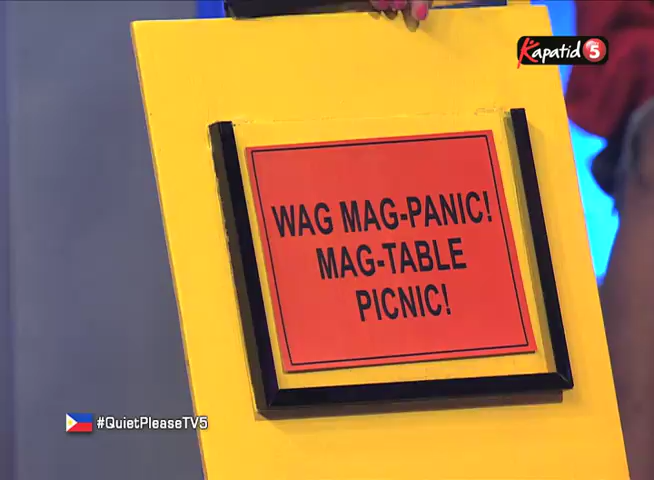 Kapatid 5
WAG MAG-PANIC!
MAG-TABLE
PICNIC!
#QuietPleaseTV5